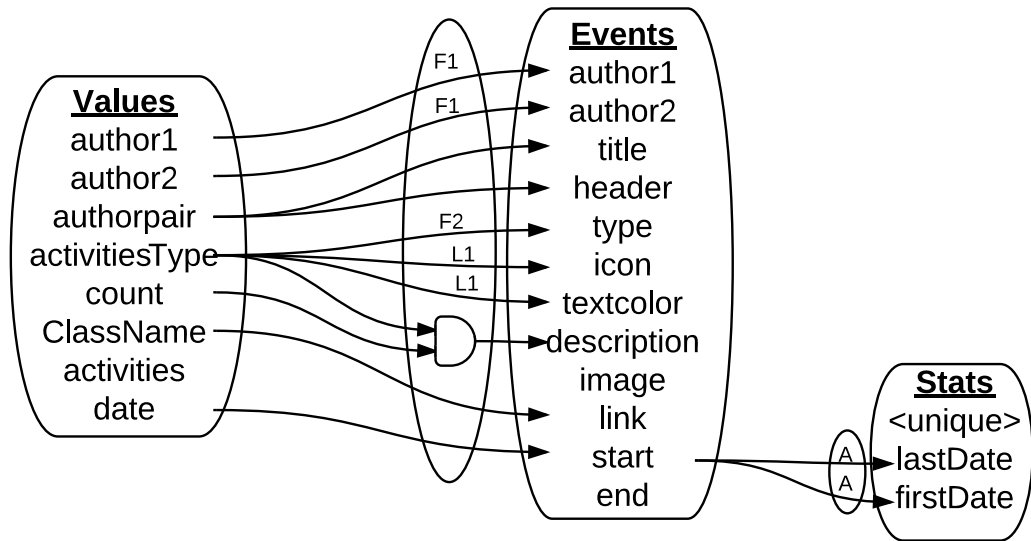 Values
author1
author2
authorpair
activitiesType
count
ClassName
activities
date
F1
F1
F2
L1
L1
Events
author1
author2
title
header
type
icon
textcolor
description
image
link
start
end
A
A
Stats
<unique>
lastDate
firstDate